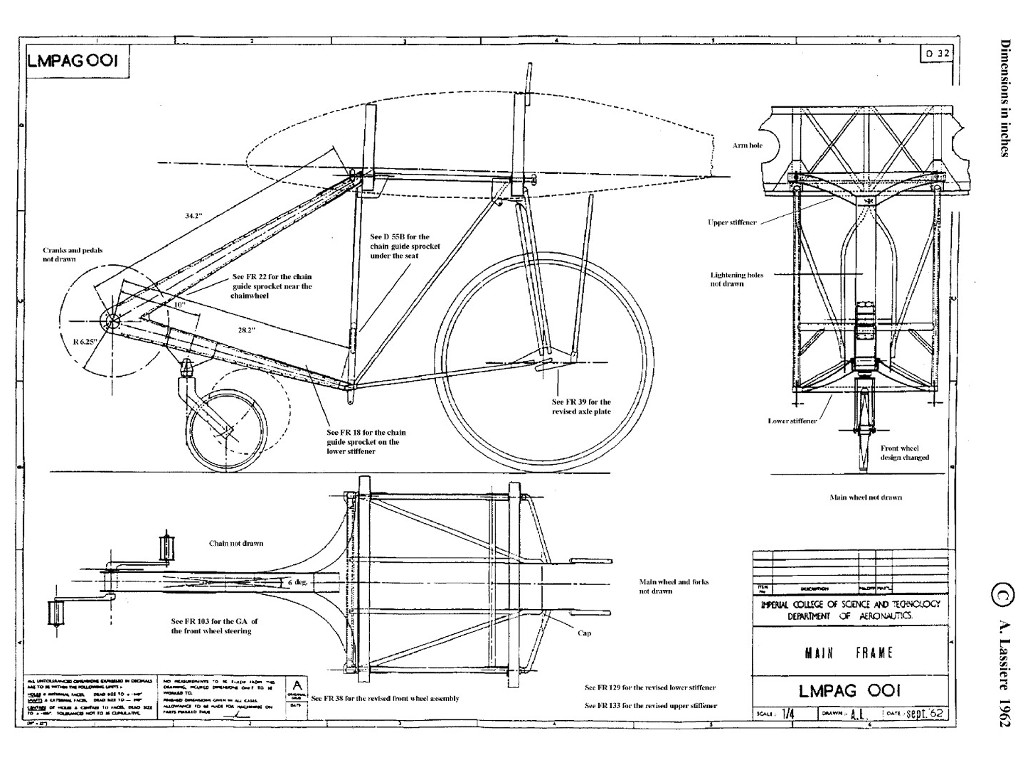 LMPAG 001
D 32
Dimensions in inches
Arm hole
34.2"
See D 55B for the
chain guide sprocket
under the seat
Upper stiffener
Cranks and pedals
not drawn
See FR 22 for the chain
guide sprocket near the
chainwheel
Lightening holes
not drawn
10"
28.2"
R 6.25"
See FR 39 for the
revised axle plate
See FR 18 for the chain
guide sprocket on the
lower stiffener
Lower stiffener
Front wheel
design changed
Main wheel not drawn
Chain not drawn
6 deg.
Main wheel and forks
not drawn
See FR 103 for the GA of
the front wheel steering
Cap
ITEM
No
DESCRIPTION
IMPERIAL COLLEGE OF SCIENCE AND TECHNOLOGY
DEPARTMENT OF AERONAUTICS.
MAIN FRAME
LMPAG 001
SCALE: 1/4
DRAWN: A.L.
DATE: sept. '62
A
See FR 38 for the revised front wheel assembly
See FR 129 for the revised lower stiffener
See FR 133 for the revised upper stiffener
© A. Lassiere 1962